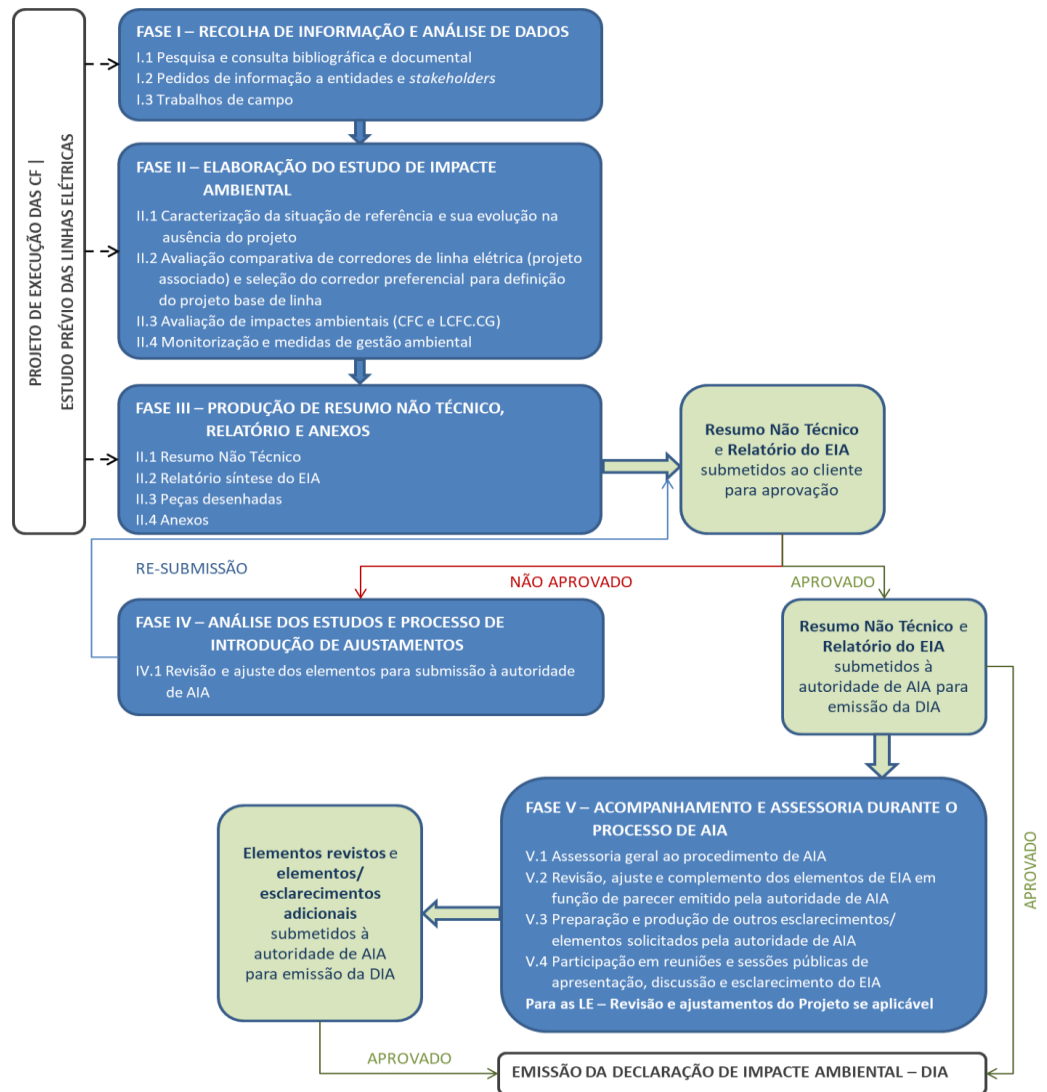 PROJETO DE EXECUÇÃO DAS CF |
ESTUDO PRÉVIO DAS LINHAS ELÉTRICAS
FASE I – RECOLHA DE INFORMAÇÃO E ANÁLISE DE DADOS
I.1 Pesquisa e consulta bibliográfica e documental
I.2 Pedidos de informação a entidades e stakeholders
I.3 Trabalhos de campo
FASE II – ELABORAÇÃO DO ESTUDO DE IMPACTE
AMBIENTAL
II.1 Caracterização da situação de referência e sua evolução na
ausência do projeto
II.2 Avaliação comparativa de corredores de linha elétrica (projeto
associado) e seleção do corredor preferencial para definição
do projeto base de linha
II.3 Avaliação de impactes ambientais (CFC e LCFC.CG)
II.4 Monitorização e medidas de gestão ambiental
FASE III – PRODUÇÃO DE RESUMO NÃO TÉCNICO,
RELATÓRIO E ANEXOS
II.1 Resumo Não Técnico
II.2 Relatório síntese do EIA
II.3 Peças desenhadas
II.4 Anexos
Resumo Não Técnico
e Relatório do EIA
submetidos ao cliente
para aprovação
RE-SUBMISSÃO
NÃO APROVADO
APROVADO
FASE IV – ANÁLISE DOS ESTUDOS E PROCESSO DE
INTRODUÇÃO DE AJUSTAMENTOS
IV.1 Revisão e ajuste dos elementos para submissão à autoridade
de AIA
Resumo Não Técnico e
Relatório do EIA
submetidos à
autoridade de AIA para
emissão da DIA
FASE V – ACOMPANHAMENTO E ASSESSORIA DURANTE O
PROCESSO DE AIA
V.1 Assessoria geral ao procedimento de AIA
V.2 Revisão, ajuste e complemento dos elementos de EIA em
função de parecer emitido pela autoridade de AIA
V.3 Preparação e produção de outros esclarecimentos/
elementos solicitados pela autoridade de AIA
V.4 Participação em reuniões e sessões públicas de
apresentação, discussão e esclarecimento do EIA
Para as LE – Revisão e ajustamentos do Projeto se aplicável
Elementos revistos e
elementos/
esclarecimentos
adicionais
submetidos à
autoridade de AIA
para emissão da DIA
APROVADO
APROVADO
EMISSÃO DA DECLARAÇÃO DE IMPACTE AMBIENTAL – DIA